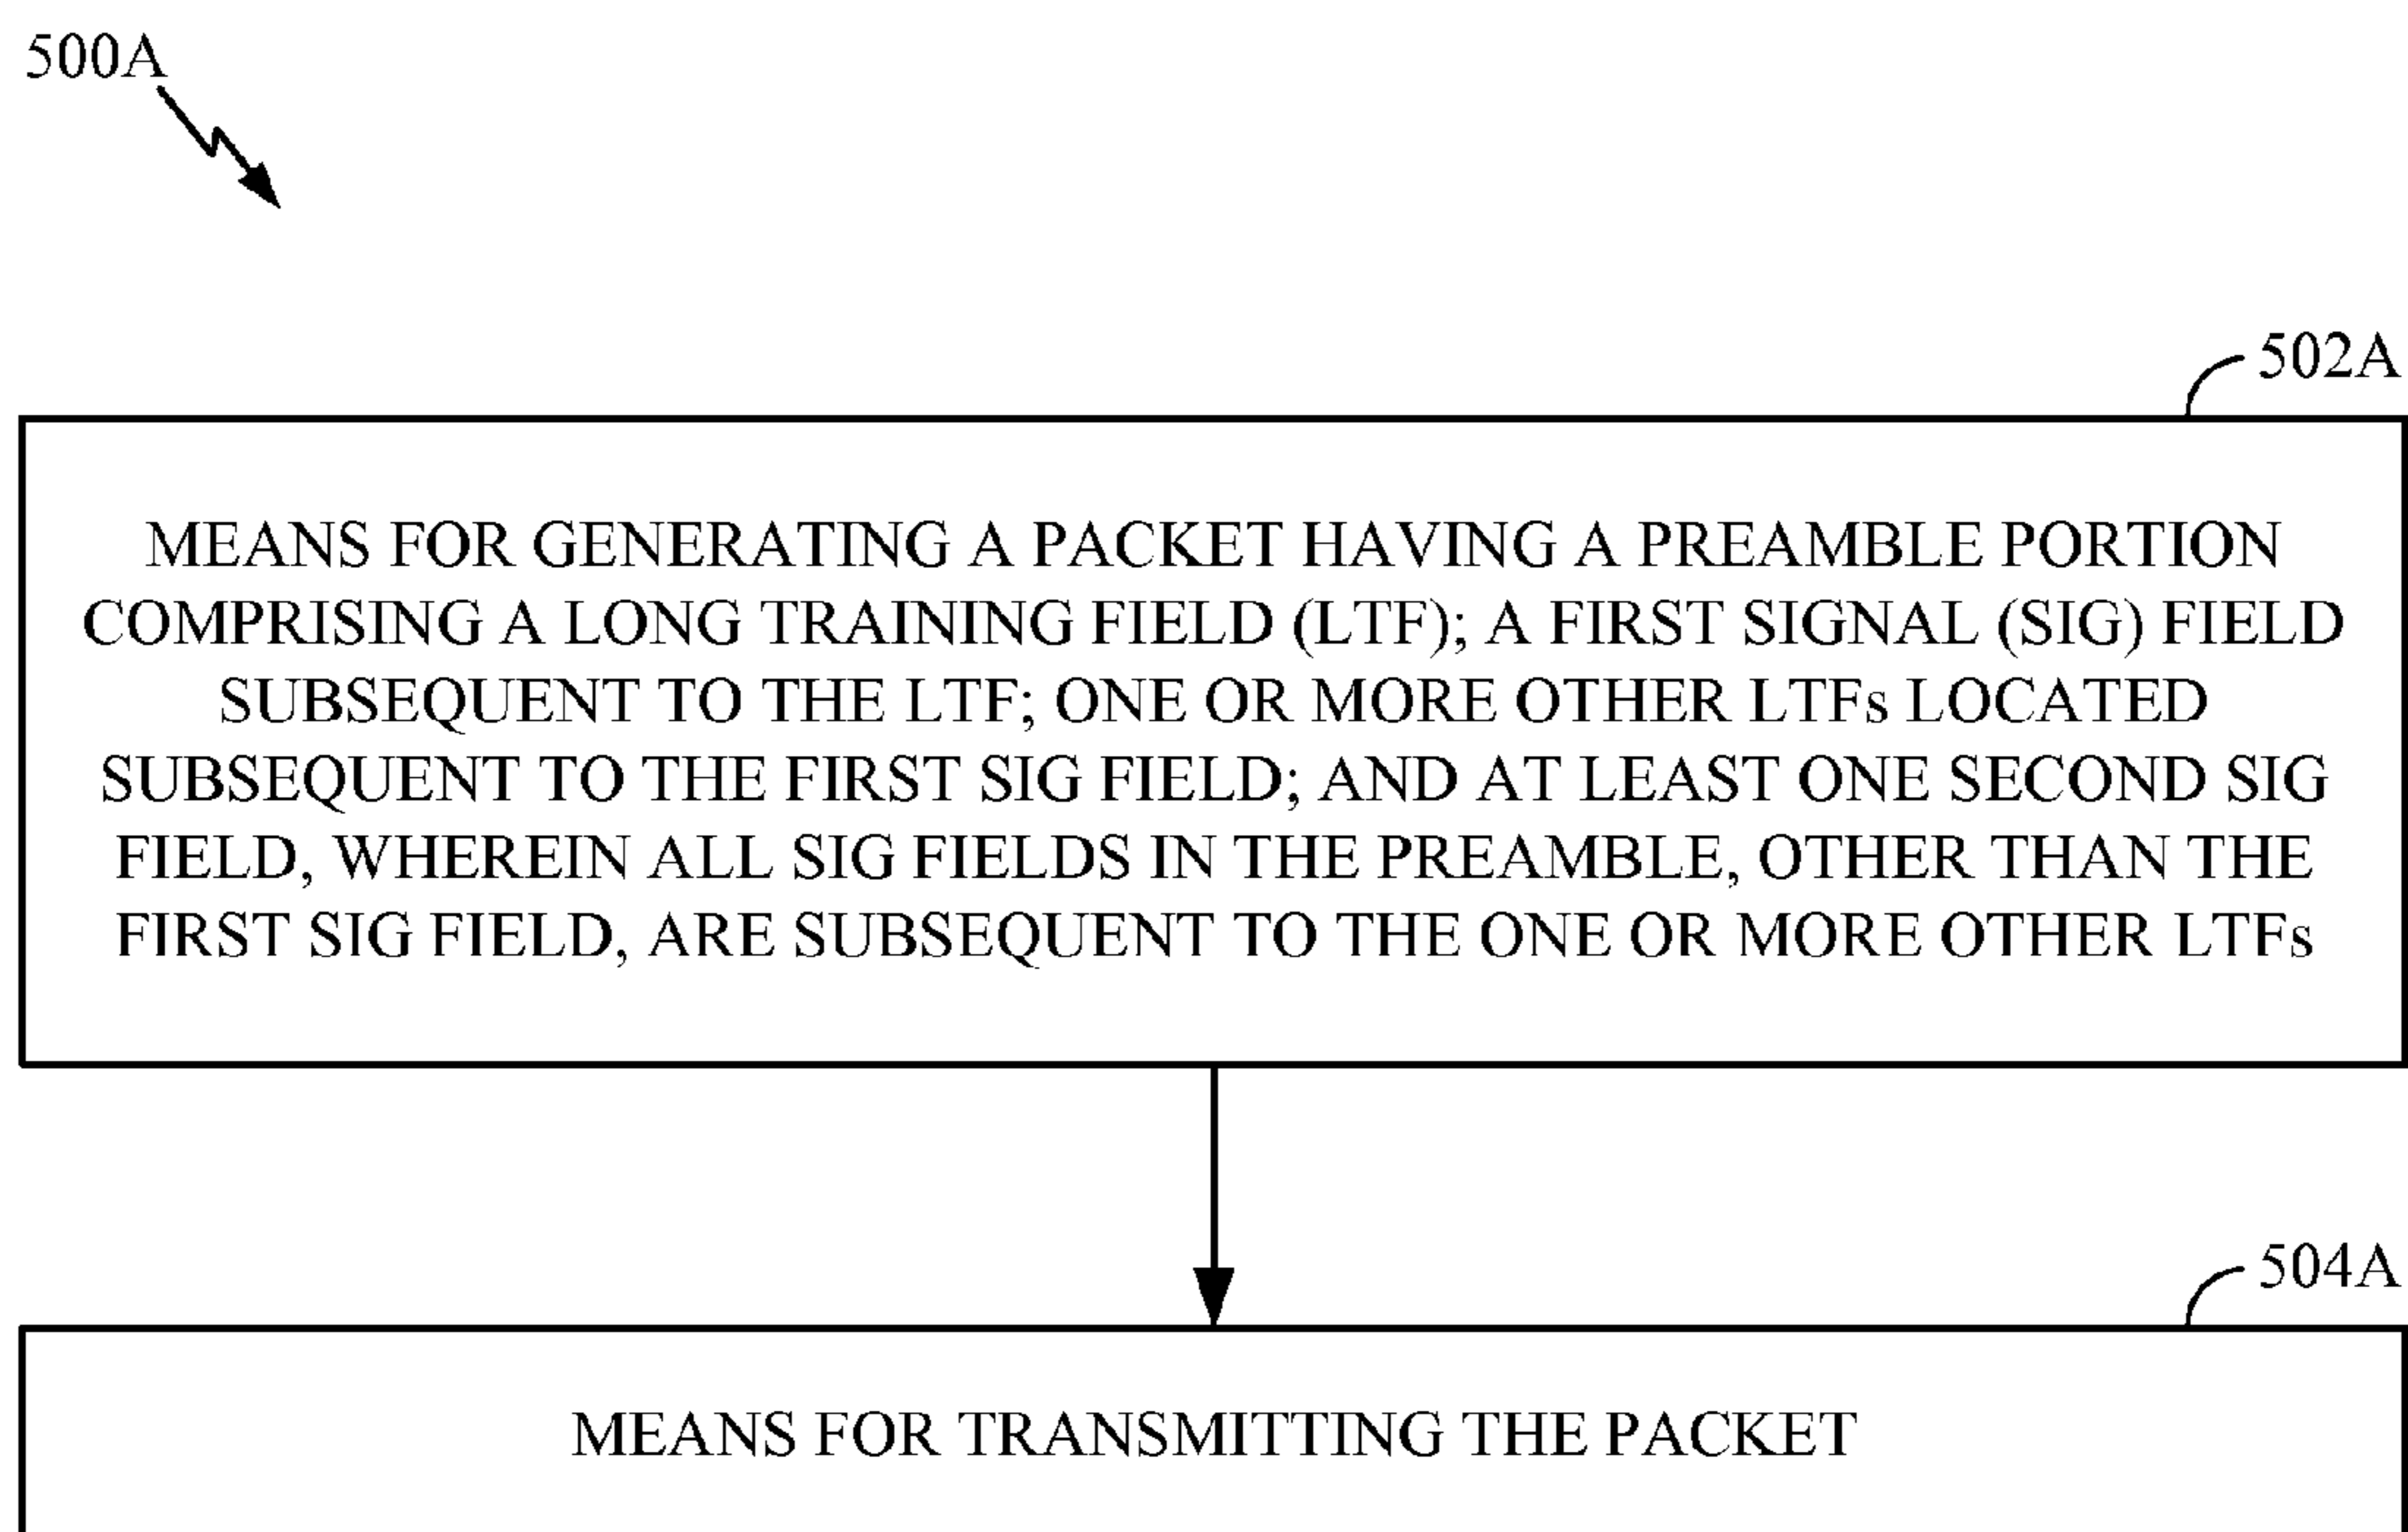 500A
502A
MEANS FOR GENERATING A PACKET HAVING A PREAMBLE PORTION
COMPRISING A LONG TRAINING FIELD (LTF); A FIRST SIGNAL (SIG) FIELD
SUBSEQUENT TO THE LTF; ONE OR MORE OTHER LTFs LOCATED
SUBSEQUENT TO THE FIRST SIG FIELD; AND AT LEAST ONE SECOND SIG
FIELD, WHEREIN ALL SIG FIELDS IN THE PREAMBLE, OTHER THAN THE
FIRST SIG FIELD, ARE SUBSEQUENT TO THE ONE OR MORE OTHER LTFs
504A
MEANS FOR TRANSMITTING THE PACKET